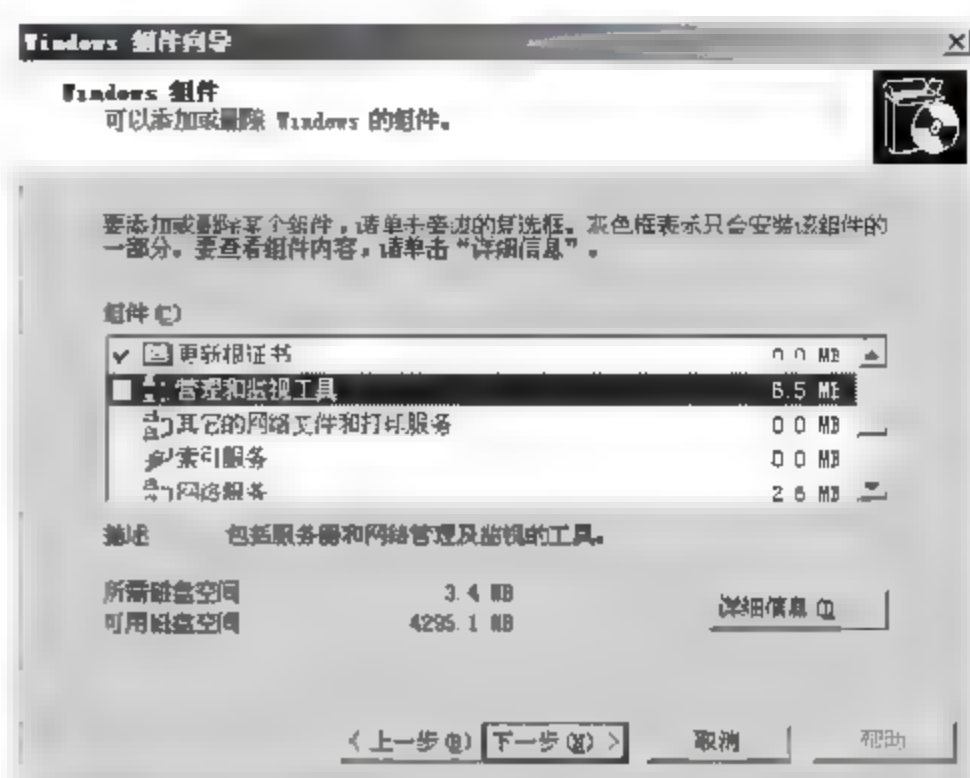 Windows 组件向导
Windows 组件
可以添加或删除 Windows 的组件。
要添加或删除某个组件，请单击旁边的复选框。灰色框表示只会安装该组件的
一部分。要查看组件内容，请单击“详细信息”。
组件(C)
更新根证书 0.0 MB
管理和监视工具 6.5 MB
其它的网络文件和打印服务 0.0 MB
索引服务 0.0 MB
网络服务 2.6 MB
描述 包括服务器和网络管理及监视的工具。
所需磁盘空间 3.4 MB
可用磁盘空间 4295.1 MB
详细信息(D)
< 上一步(B) 下一步(N) > 取消 帮助